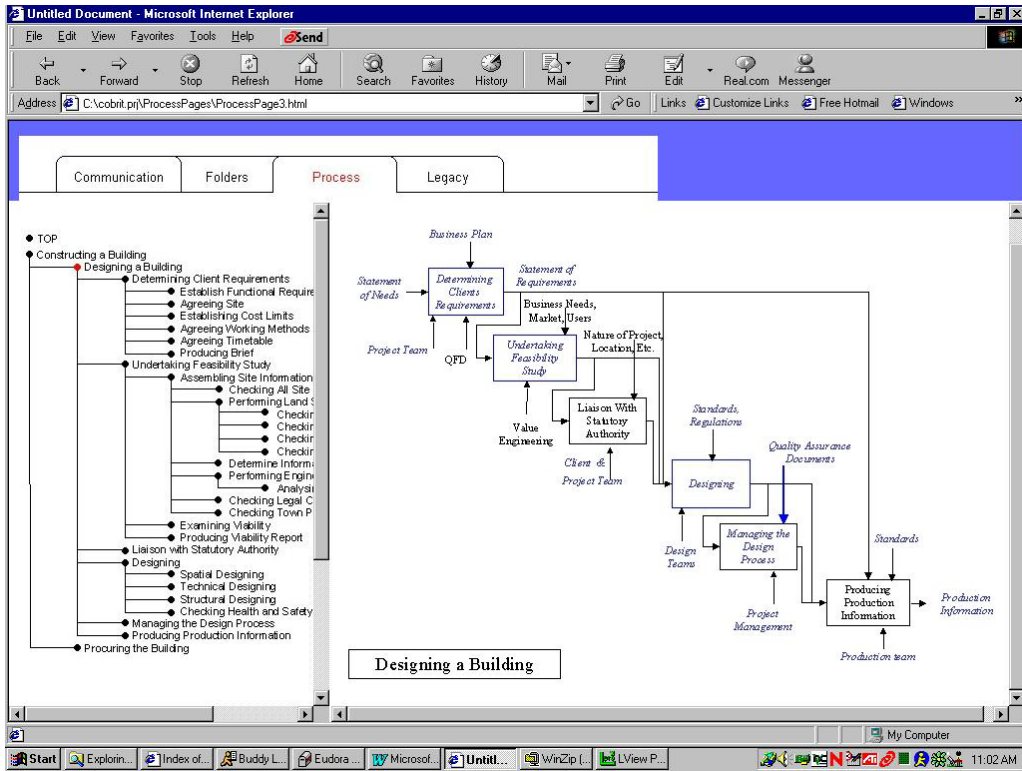 Untitled Document - Microsoft Internet Explorer
File Edit View Favorites Tools Help Send
Back Forward Stop Refresh Home Search Favorites History Mail Print Edit Real.com Messenger
Address C:\cobrit.prj\ProcessPages\ProcessPage3.html Go Links Customize Links Free Hotmail Windows »
Communication Folders Process Legacy
TOP
Constructing a Building
Designing a Building
Determining Client Requirements
Establish Functional Require
Agreeing Site
Establishing Cost Limits
Agreeing Working Methods
Agreeing Timetable
Producing Brief
Undertaking Feasibility Study
Assembling Site Information
Checking All Site
Performing Land S
Checkin
Checkin
Checkin
Checkin
Determine Inform
Performing Engin
Analysi
Checking Legal C
Checking Town P
Examining Viability
Producing Viability Report
Liaison with Statutory Authority
Designing
Spatial Designing
Technical Designing
Structural Designing
Checking Health and Safety
Managing the Design Process
Producing Production Information
Procuring the Building
Business Plan
Statement
of Needs
Determining
Clients
Requirements
Statement of
Requirements
Project Team
QFD
Business Needs,
Market, Users
Undertaking
Feasibility
Study
Nature of Project,
Location, Etc.
Value
Engineering
Liaison With
Statutory
Authority
Client &
Project Team
Standards,
Regulations
Designing
Design
Teams
Quality Assurance
Documents
Managing the
Design
Process
Project
Management
Standards
Producing
Production
Information
Production
Information
Production team
Designing a Building
My Computer
Start Explorin... Index of... Buddy L... Eudora ... Microsof... Untitl... WinZip (... LView P... 11:02 AM